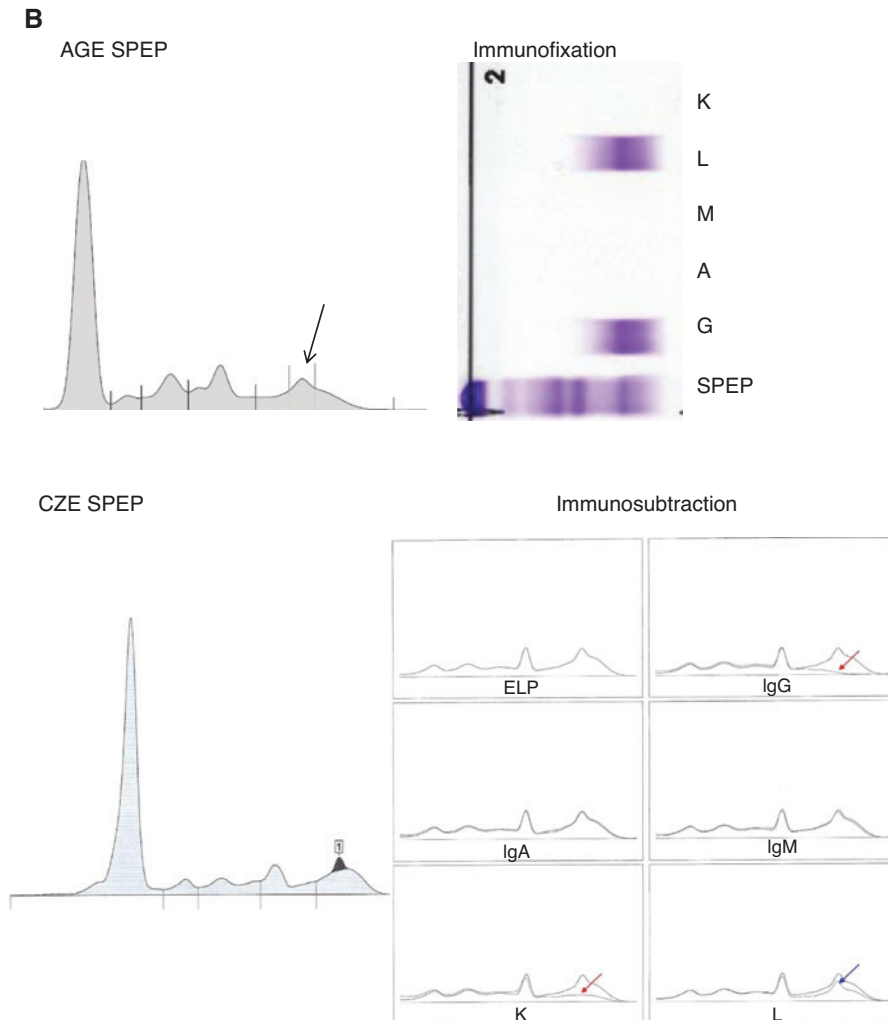 B
AGE SPEP
Immunofixation
2
K
L
M
A
G
SPEP
CZE SPEP
Immunosubtraction
1
ELP
IgG
IgA
IgM
K
L